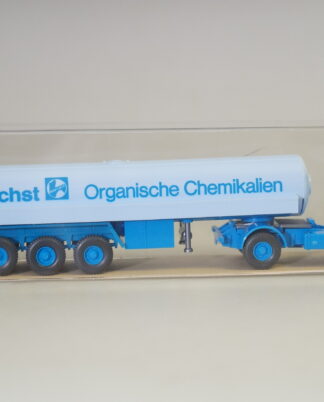 chst Organische Chemikalien